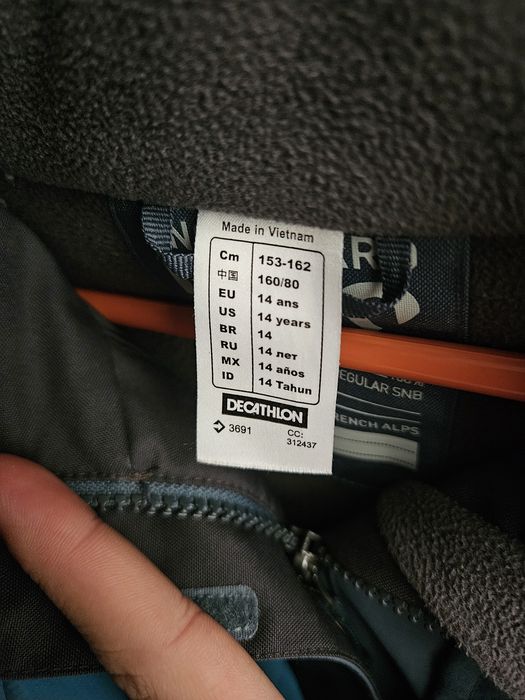 Made in Vietnam
Cm 153-162
中国 160/80
EU 14 ans
US 14 years
BR 14
RU 14 лет
MX 14 años
ID 14 Tahun
DECATHLON
3691 CC: 312437
EGULAR SNB
RENCH ALPS